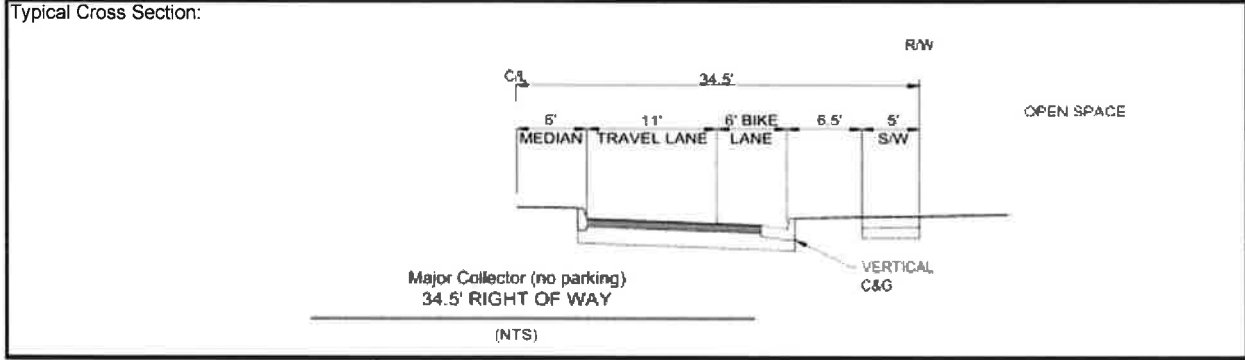 Typical Cross Section:
R/W
C/L
34.5'
OPEN SPACE
6' 11' 6' BIKE 6.5' 5'
MEDIAN TRAVEL LANE LANE S/W
VERTICAL
C&G
Major Collector (no parking)
34.5' RIGHT OF WAY
(NTS)